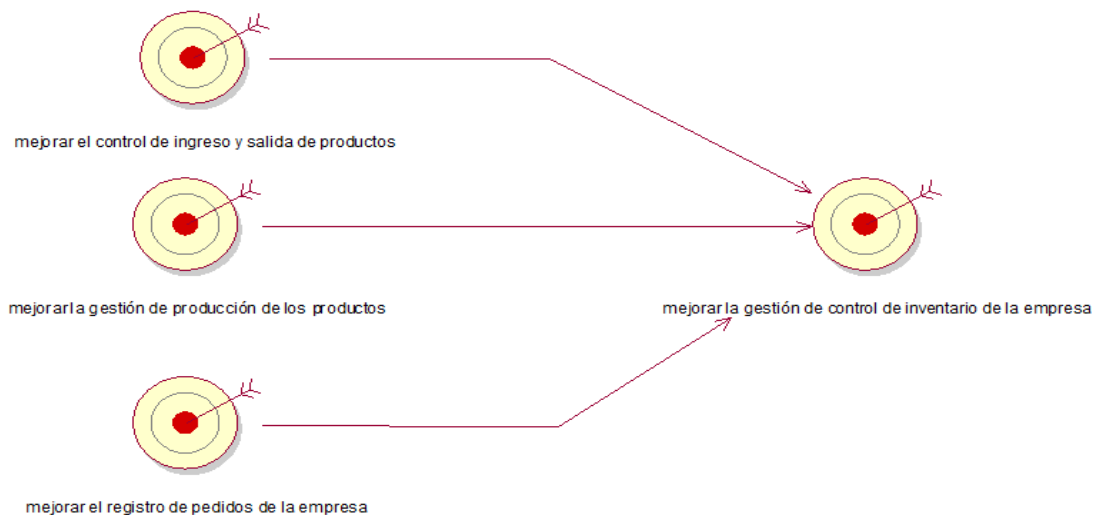 mejorar el control de ingreso y salida de productos
mejorar la gestión de producción de los productos
mejorar la gestión de control de inventario de la empresa
mejorar el registro de pedidos de la empresa